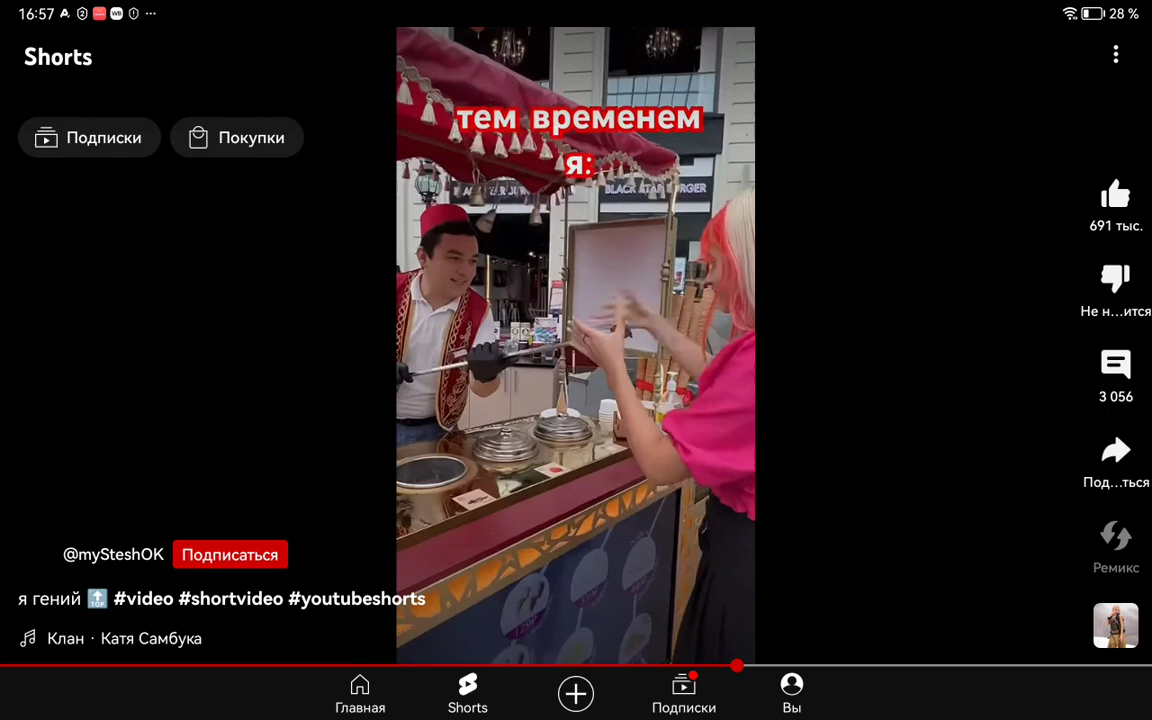 16:57
28 %
Shorts
Подписки
Покупки
тем временем
я:
BLACK STAR BURGER
691 тыс.
Не н...ится
3 056
Под...ться
Ремикс
@mySteshOK
Подписаться
я гений 🔝 #video #shortvideo #youtubeshorts
Клан · Катя Самбука
Главная
Shorts
Подписки
Вы